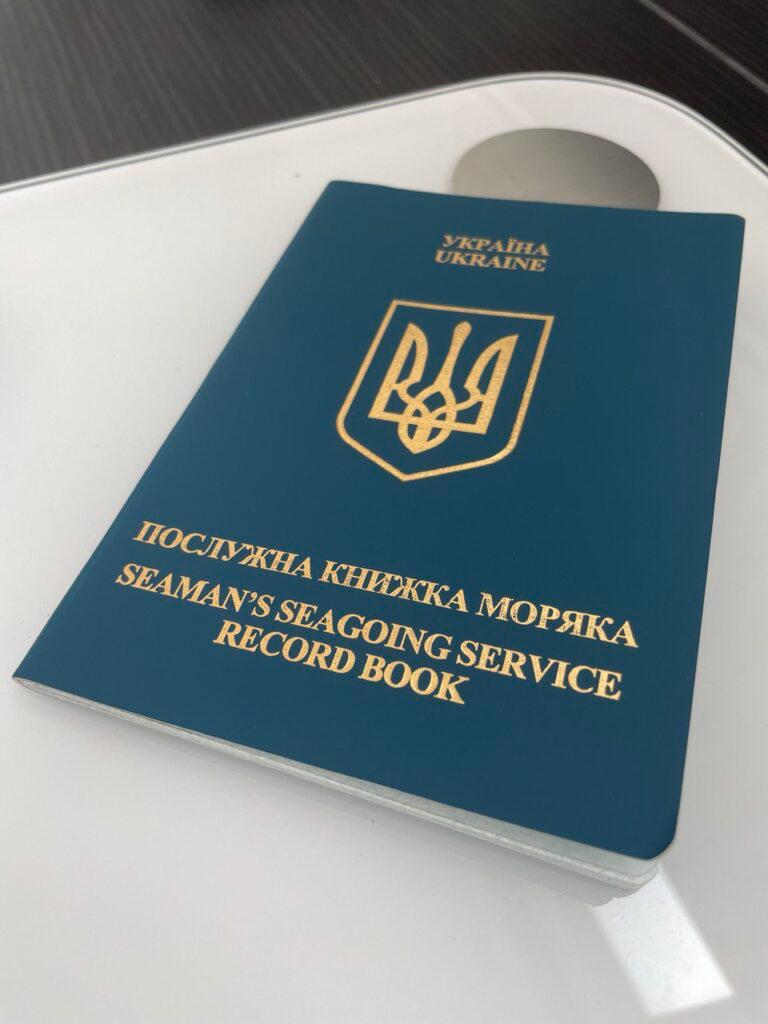 УКРАЇНА
UKRAINE
ПОСЛУЖНА КНИЖКА МОРЯКА
SEAMAN'S SEAGOING SERVICE
RECORD BOOK